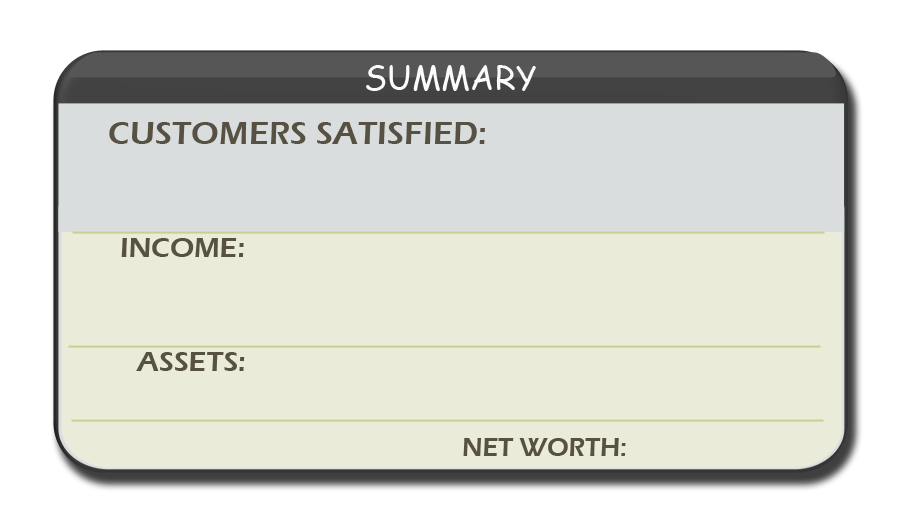 SUMMARY
CUSTOMERS SATISFIED:
INCOME:
ASSETS:
NET WORTH: